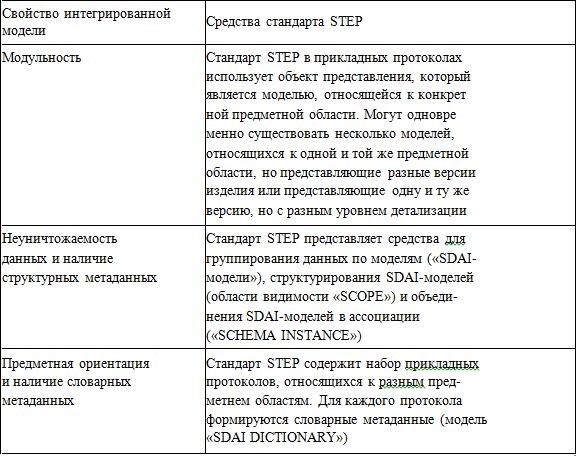 Свойство интегрированной
модели
Средства стандарта STEP
Модульность
Стандарт STEP в прикладных протоколах
использует объект представления, который
является моделью, относящейся к конкрет
ной предметной области. Могут одновре
менно существовать несколько моделей,
относящихся к одной и той же предметной
области, но представляющие разные версии
изделия или представляющие одну и ту же
версию, но с разным уровнем детализации
Неуничтожаемость
данных и наличие
структурных метаданных
Стандарт STEP представляет средства для
группирования данных по моделям («SDAI-
модели»), структурирования SDAI-моделей
(области видимости «SCOPE») и объеди-
нения SDAI-моделей в ассоциации
(«SCHEMA INSTANCE»)
Предметная ориентация
и наличие словарных
метаданных
Стандарт STEP содержит набор прикладных
протоколов, относящихся к разным пред-
метнем областям. Для каждого протокола
формируются словарные метаданные (модель
«SDAI DICTIONARY»)